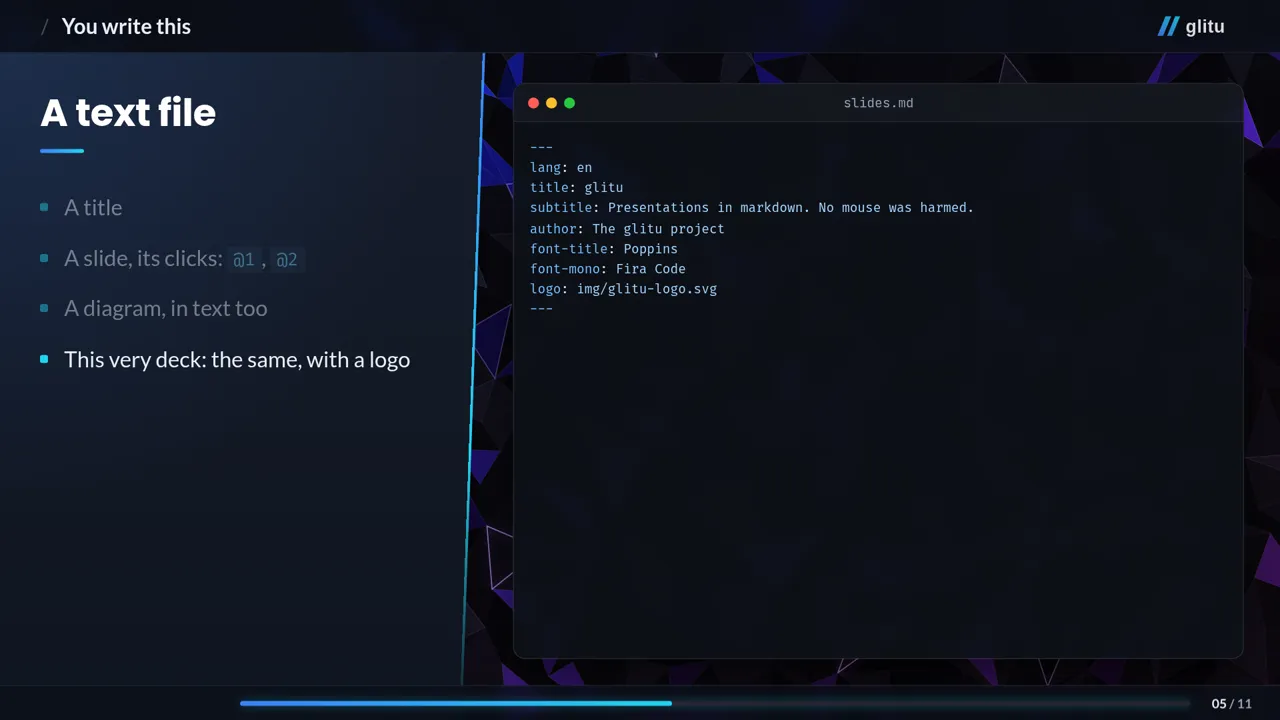 / You write this
// glitu
A text file
A title
A slide, its clicks: @1 , @2
A diagram, in text too
This very deck: the same, with a logo
slides.md
---
lang: en
title: glitu
subtitle: Presentations in markdown. No mouse was harmed.
author: The glitu project
font-title: Poppins
font-mono: Fira Code
logo: img/glitu-logo.svg
---
05 / 11